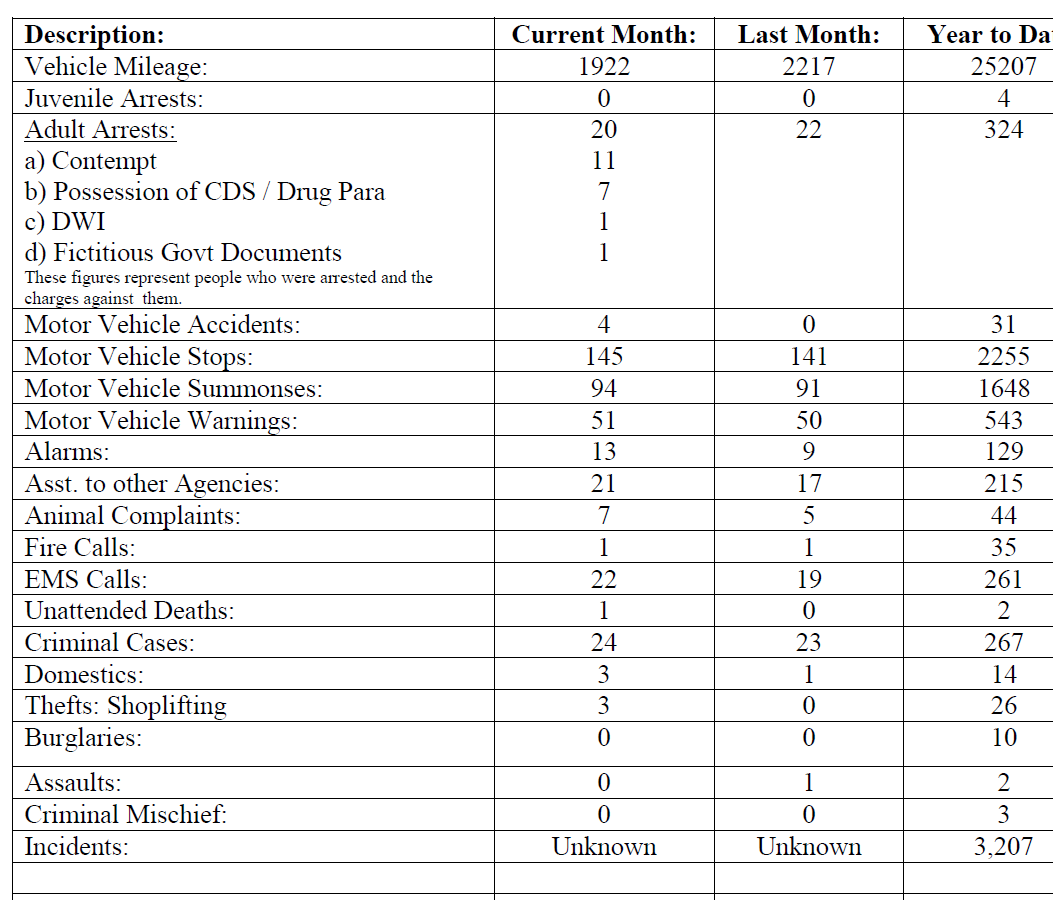 Description: Current Month: Last Month: Year to Da
Vehicle Mileage: 1922 2217 25207
Juvenile Arrests: 0 0 4
Adult Arrests: 20 22 324
a) Contempt 11
b) Possession of CDS / Drug Para 7
c) DWI 1
d) Fictitious Govt Documents 1
These figures represent people who were arrested and the
charges against them.
Motor Vehicle Accidents: 4 0 31
Motor Vehicle Stops: 145 141 2255
Motor Vehicle Summonses: 94 91 1648
Motor Vehicle Warnings: 51 50 543
Alarms: 13 9 129
Asst. to other Agencies: 21 17 215
Animal Complaints: 7 5 44
Fire Calls: 1 1 35
EMS Calls: 22 19 261
Unattended Deaths: 1 0 2
Criminal Cases: 24 23 267
Domestics: 3 1 14
Thefts: Shoplifting 3 0 26
Burglaries: 0 0 10
Assaults: 0 1 2
Criminal Mischief: 0 0 3
Incidents: Unknown Unknown 3,207